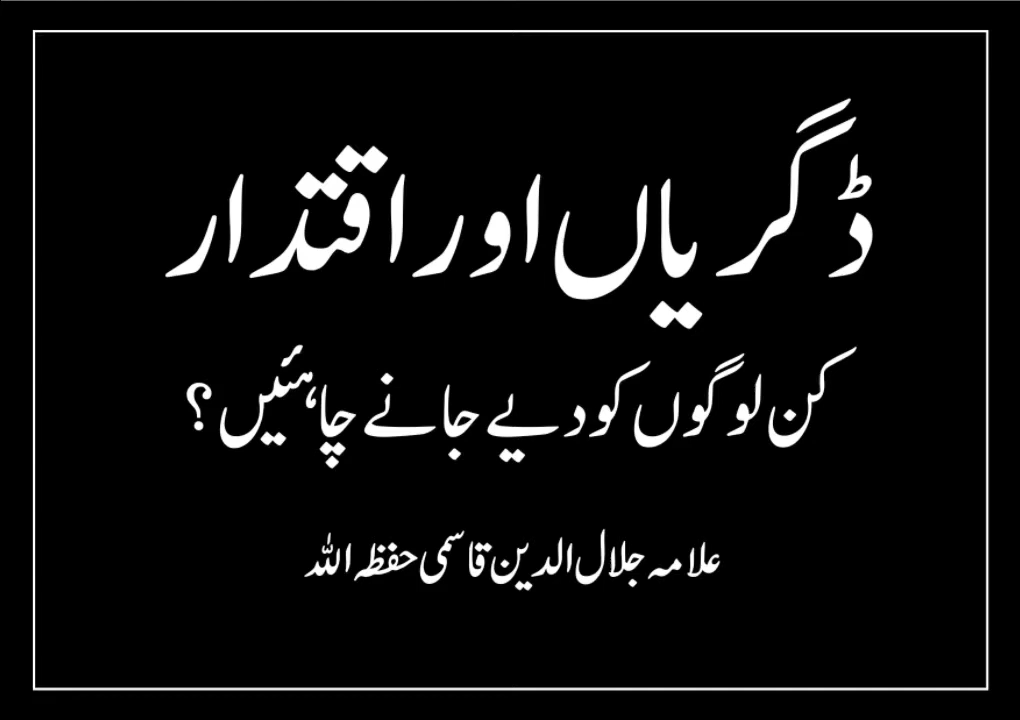 ڈگریاں اور اقتدار
کن لوگوں کو دیے جانے چاہئیں؟
علامہ جلال الدین قاسمی حفظہ اللہ